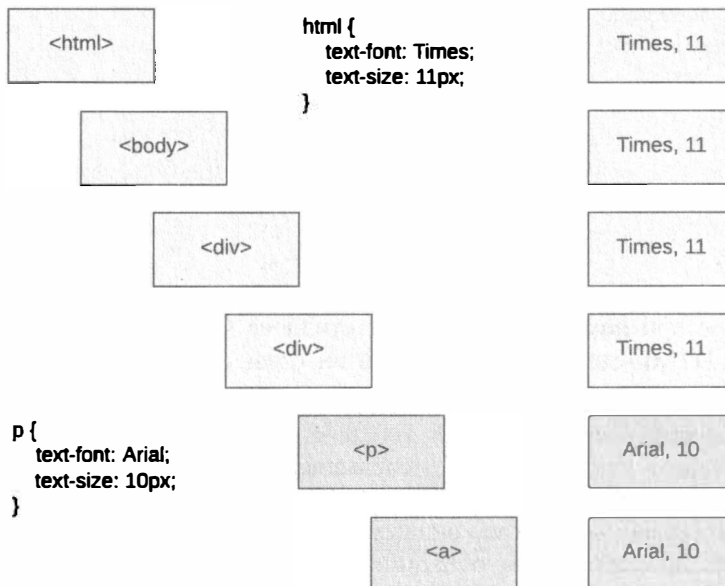 <html>
html {
text-font: Times;
text-size: 11px;
}
Times, 11
<body>
Times, 11
<div>
Times, 11
<div>
Times, 11
p {
text-font: Arial;
text-size: 10px;
}
<p>
Arial, 10
<a>
Arial, 10